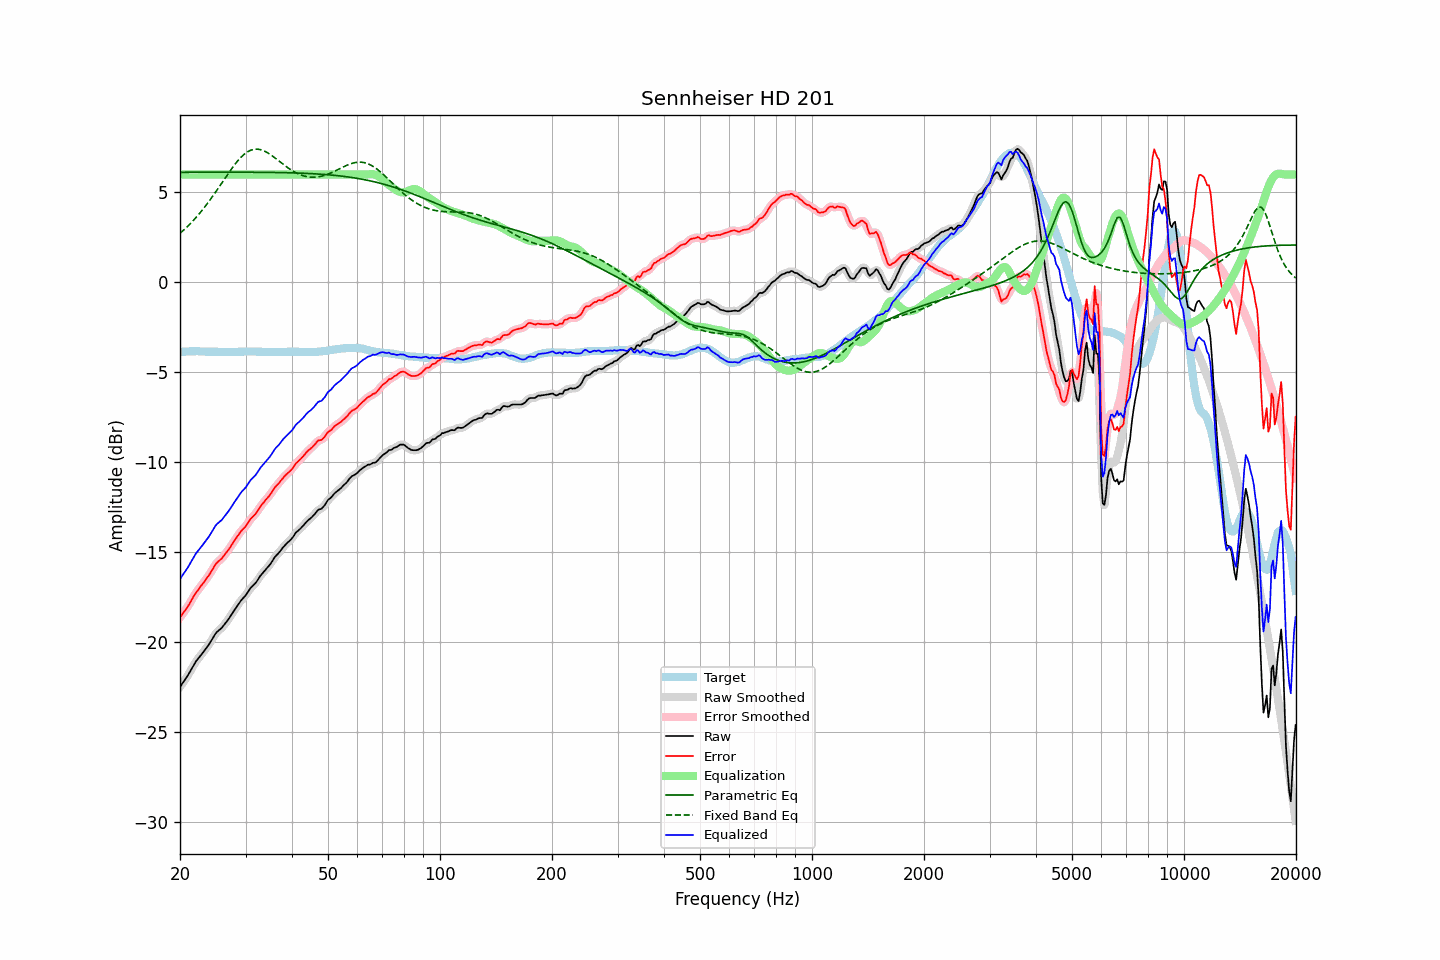 Sennheiser HD 201
Amplitude (dBr)
5
0
−5
−10
−15
−20
−25
−30
Target
Raw Smoothed
Error Smoothed
Raw
Error
Equalization
Parametric Eq
Fixed Band Eq
Equalized
20
50
100
200
500
1000
2000
5000
10000
20000
Frequency (Hz)